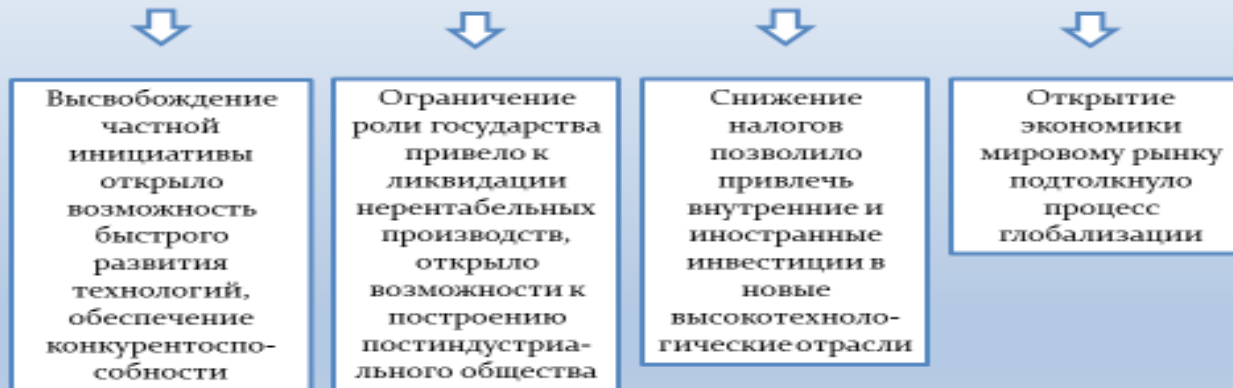 Высвобождение
частной
инициативы
открыло
возможность
быстрого
развития
технологий,
обеспечение
конкурентоспо-
собности
Ограничение
роли государства
привело к
ликвидации
нерентабельных
производств,
открыло
возможности к
построению
постиндустриа-
льного общества
Снижение
налогов
позволило
привлечь
внутренние и
иностранные
инвестиции в
новые
высокотехноло-
гические отрасли
Открытие
экономики
мировому рынку
подтолкнуло
процесс
глобализации